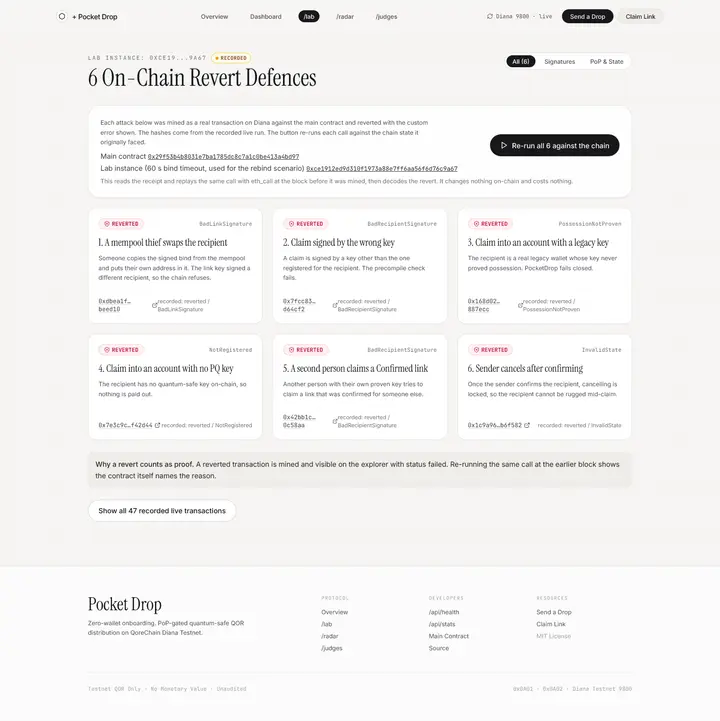 + Pocket Drop
Overview
Dashboard
/lab
/radar
/judges
Diana 9800 · live
Send a Drop
Claim Link
LAB INSTANCE: 0XCE19...9A67
RECORDED
6 On-Chain Revert Defences
All (6)
Signatures
PoP & State
Each attack below was mined as a real transaction on Diana against the main contract and reverted with the custom
error shown. The hashes come from the recorded live run. The button re-runs each call against the chain state it
originally faced.
Main contract 0x29f53b4b8031e7ba1785dc8c7a1c0be413a4bd97
Lab instance (60 s bind timeout, used for the rebind scenario) 0xce1912ed9d310f1973a88e7ff6aa56f6d76c9a67
This reads the receipt and replays the same call with eth_call at the block before it was mined, then decodes the revert. It changes nothing on-chain and costs nothing.
Re-run all 6 against the chain
REVERTED
BadLinkSignature
1. A mempool thief swaps the recipient
Someone copies the signed bind from the mempool
and puts their own address in it. The link key signed a
different recipient, so the chain refuses.
0xdbea1f…
beed10
recorded: reverted /
BadLinkSignature
REVERTED
BadRecipientSignature
2. Claim signed by the wrong key
A claim is signed by a key other than the one
registered for the recipient. The precompile check
fails.
0x7fcc83…
d64cf2
recorded: reverted /
BadRecipientSignature
REVERTED
PossessionNotProven
3. Claim into an account with a legacy key
The recipient is a real legacy wallet whose key never
proved possession. PocketDrop fails closed.
0x168d02…
887ecc
recorded: reverted /
PossessionNotProven
REVERTED
NotRegistered
4. Claim into an account with no PQ key
The recipient has no quantum-safe key on-chain, so
nothing is paid out.
0x7e3c9c…f42d44
recorded: reverted / NotRegistered
REVERTED
BadRecipientSignature
5. A second person claims a Confirmed link
Another person with their own proven key tries to
claim a link that was confirmed for someone else.
0x42bb1c…
0c58aa
recorded: reverted /
BadRecipientSignature
REVERTED
InvalidState
6. Sender cancels after confirming
Once the sender confirms the recipient, cancelling is
locked, so the recipient cannot be rugged mid-claim.
0x1c9a96…b6f582
recorded: reverted / InvalidState
Why a revert counts as proof. A reverted transaction is mined and visible on the explorer with status failed. Re-running the same call at the earlier block shows
the contract itself names the reason.
Show all 47 recorded live transactions
Pocket Drop
Zero-wallet onboarding. PoP-gated quantum-safe QOR
distribution on QoreChain Diana Testnet.
PROTOCOL
Overview
/lab
/radar
/judges
DEVELOPERS
/api/health
/api/stats
Main Contract
Source
RESOURCES
Send a Drop
Claim Link
MIT License
Testnet QOR Only · No Monetary Value · Unaudited
0x0A01 · 0x0A02 · Diana Testnet 9800